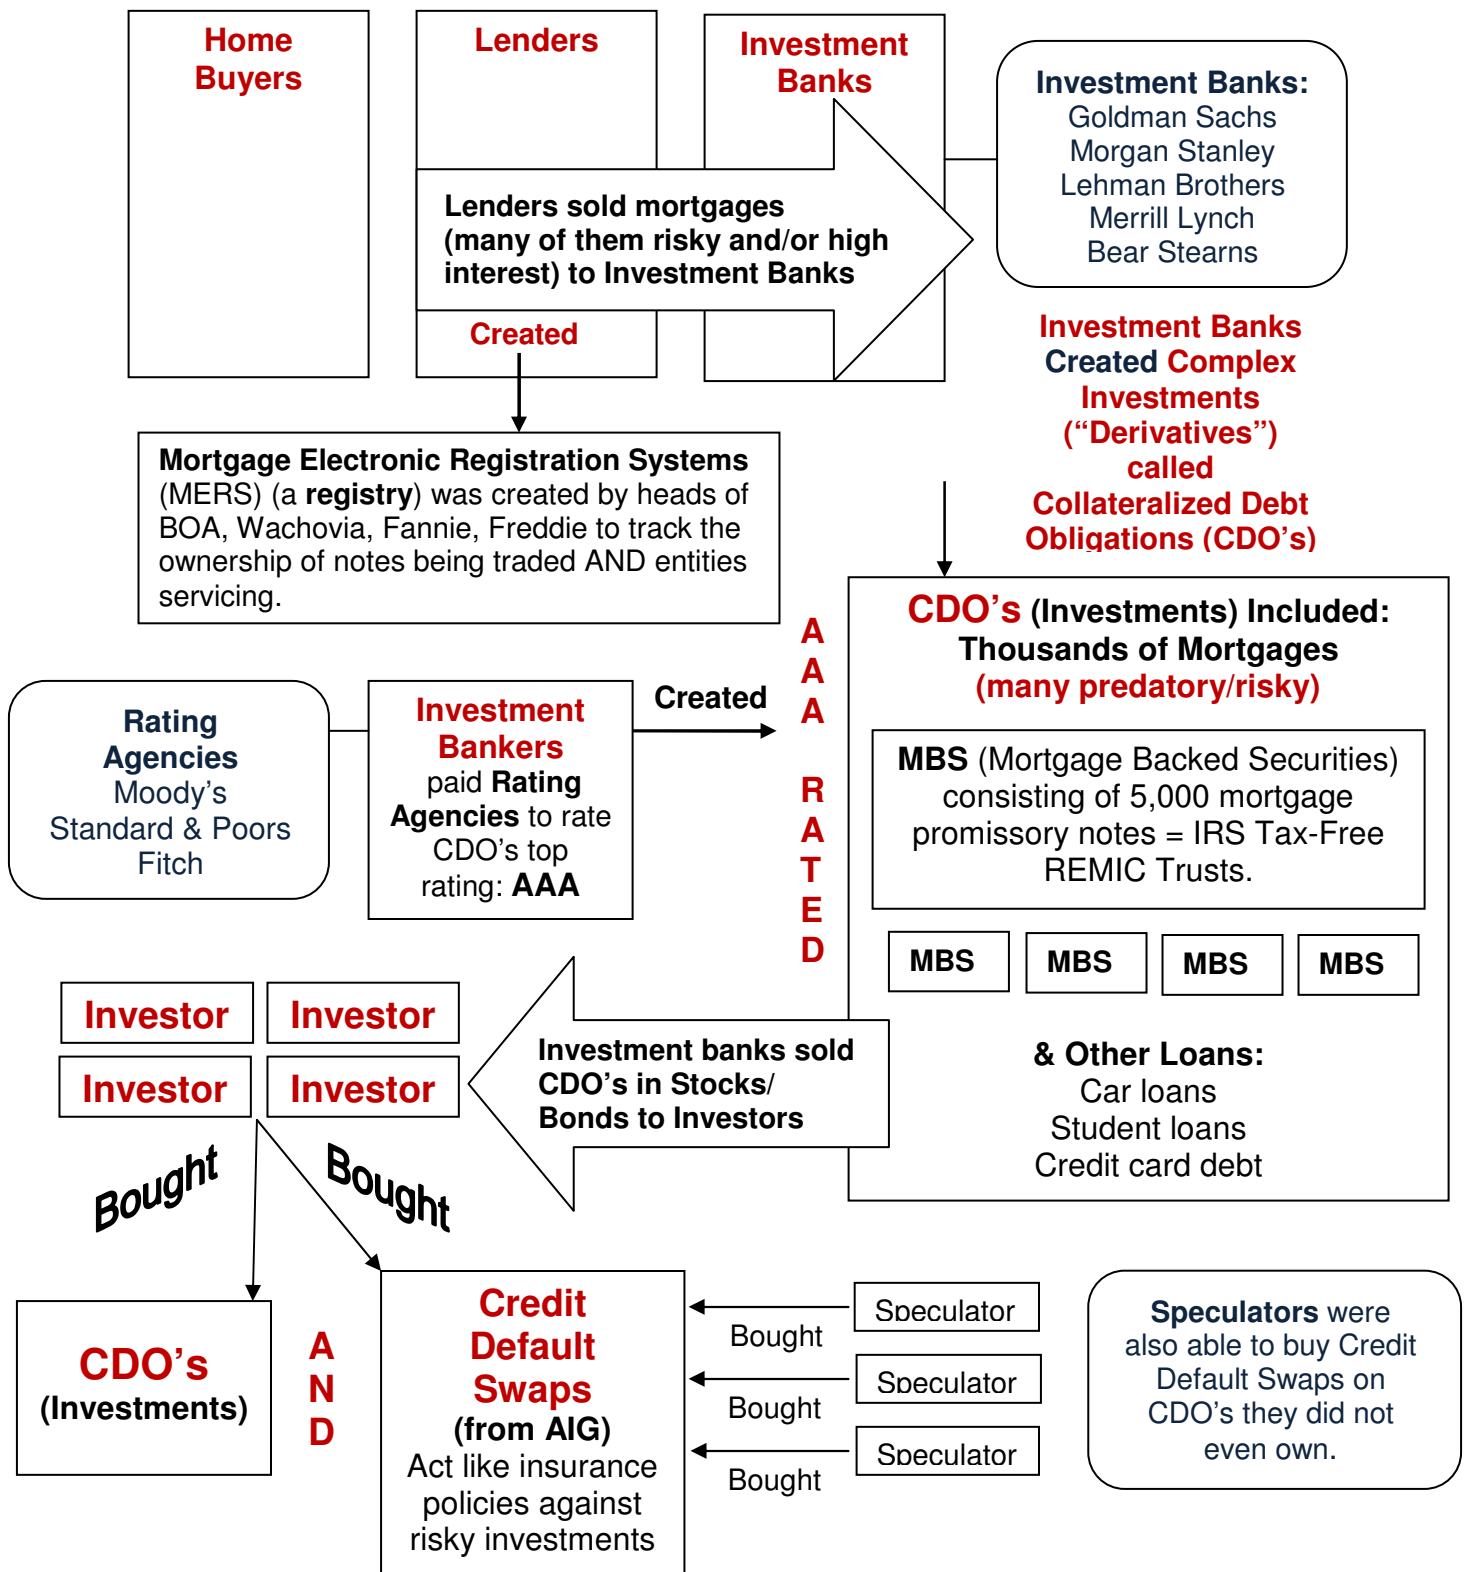 Home
Buyers
Lenders
Investment
Banks
Investment Banks:
Goldman Sachs
Morgan Stanley
Lehman Brothers
Merrill Lynch
Bear Stearns
Lenders sold mortgages
(many of them risky and/or high
interest) to Investment Banks
Created
Investment Banks
Created Complex
Investments
(“Derivatives”)
called
Collateralized Debt
Obligations (CDO’s)
Mortgage Electronic Registration Systems
(MERS) (a registry) was created by heads of
BOA, Wachovia, Fannie, Freddie to track the
ownership of notes being traded AND entities
servicing.
CDO’s (Investments) Included:
Thousands of Mortgages
(many predatory/risky)
MBS (Mortgage Backed Securities)
consisting of 5,000 mortgage
promissory notes = IRS Tax-Free
REMIC Trusts.
MBS
MBS
MBS
MBS
& Other Loans:
Car loans
Student loans
Credit card debt
A
A
A
R
A
T
E
D
Rating
Agencies
Moody’s
Standard & Poors
Fitch
Investment
Bankers
paid Rating
Agencies to rate
CDO’s top
rating: AAA
Created
Investor
Investor
Investor
Investor
Investment banks sold
CDO’s in Stocks/
Bonds to Investors
Bought
Bought
CDO’s
(Investments)
A
N
D
Credit
Default
Swaps
(from AIG)
Act like insurance
policies against
risky investments
Speculator
Bought
Speculator
Bought
Speculator
Bought
Speculators were
also able to buy Credit
Default Swaps on
CDO’s they did not
even own.